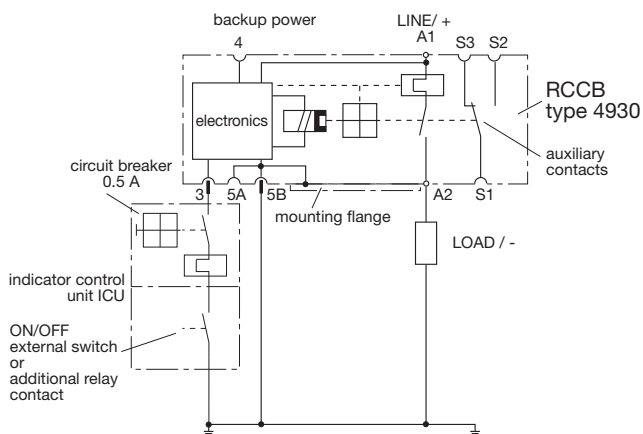 backup power
LINE/ +
4
A1
S3
S2
RCCB
type 4930
electronics
auxiliary
contacts
circuit breaker
0.5 A
3
5A
5B
A2
S1
mounting flange
LOAD / -
indicator control
unit ICU
ON/OFF
external switch
or
additional relay
contact